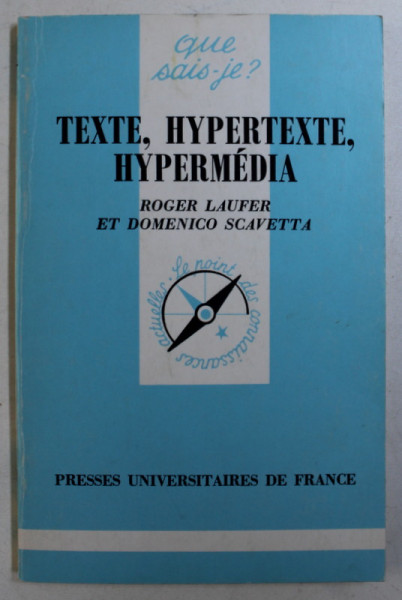 que
sais-je?
TEXTE, HYPERTEXTE,
HYPERMÉDIA
ROGER LAUFER
ET DOMENICO SCAVETTA
Le point des connaissances actuelles
PRESSES UNIVERSITAIRES DE FRANCE